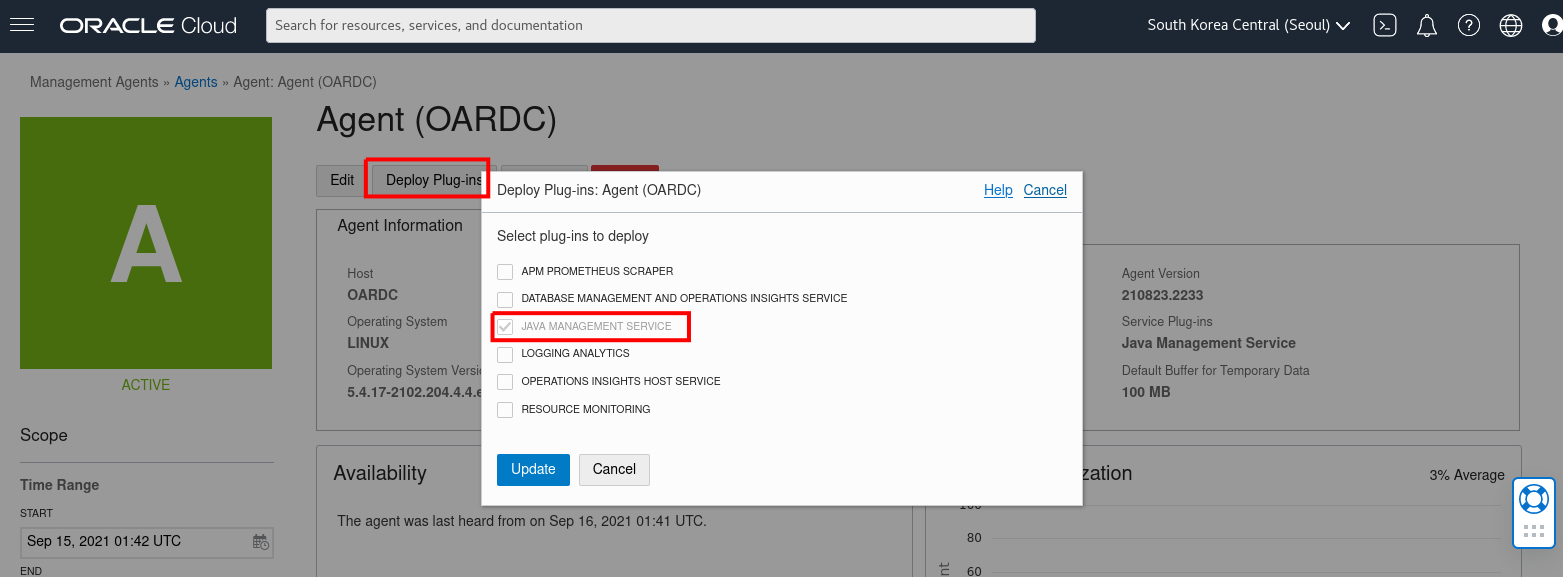 ORACLE Cloud
Search for resources, services, and documentation
South Korea Central (Seoul)
Management Agents » Agents » Agent: Agent (OARDC)
A
ACTIVE
Scope
Time Range
START
Sep 15, 2021 01:42 UTC
END
Agent (OARDC)
Edit
Deploy Plug-ins
Agent Information
Host
OARDC
Operating System
LINUX
Operating System
5.4.17-2102.204.4.4.
Agent Version
210823.2233
Service Plug-ins
Java Management Service
Default Buffer for Temporary Data
100 MB
Deploy Plug-ins: Agent (OARDC)
Help
Cancel
Select plug-ins to deploy
APM PROMETHEUS SCRAPER
DATABASE MANAGEMENT AND OPERATIONS INSIGHTS SERVICE
JAVA MANAGEMENT SERVICE
LOGGING ANALYTICS
OPERATIONS INSIGHTS HOST SERVICE
RESOURCE MONITORING
Update
Cancel
Availability
The agent was last heard from on Sep 16, 2021 01:41 UTC.
3% Average
100
80
60